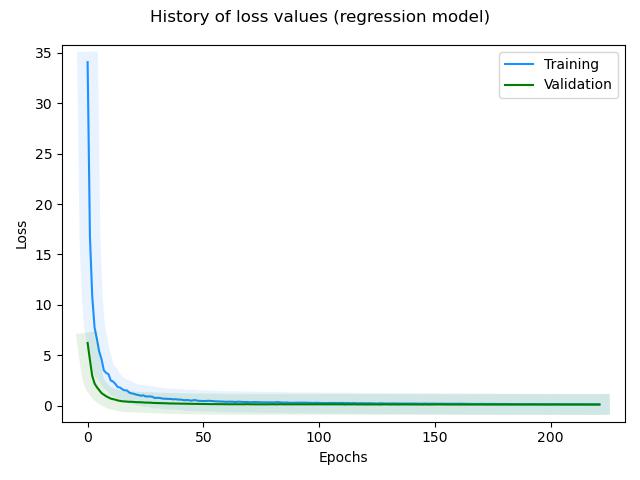 History of loss values (regression model)
35
30
25
20
15
10
5
0
Loss
Training
Validation
0 50 100 150 200
Epochs